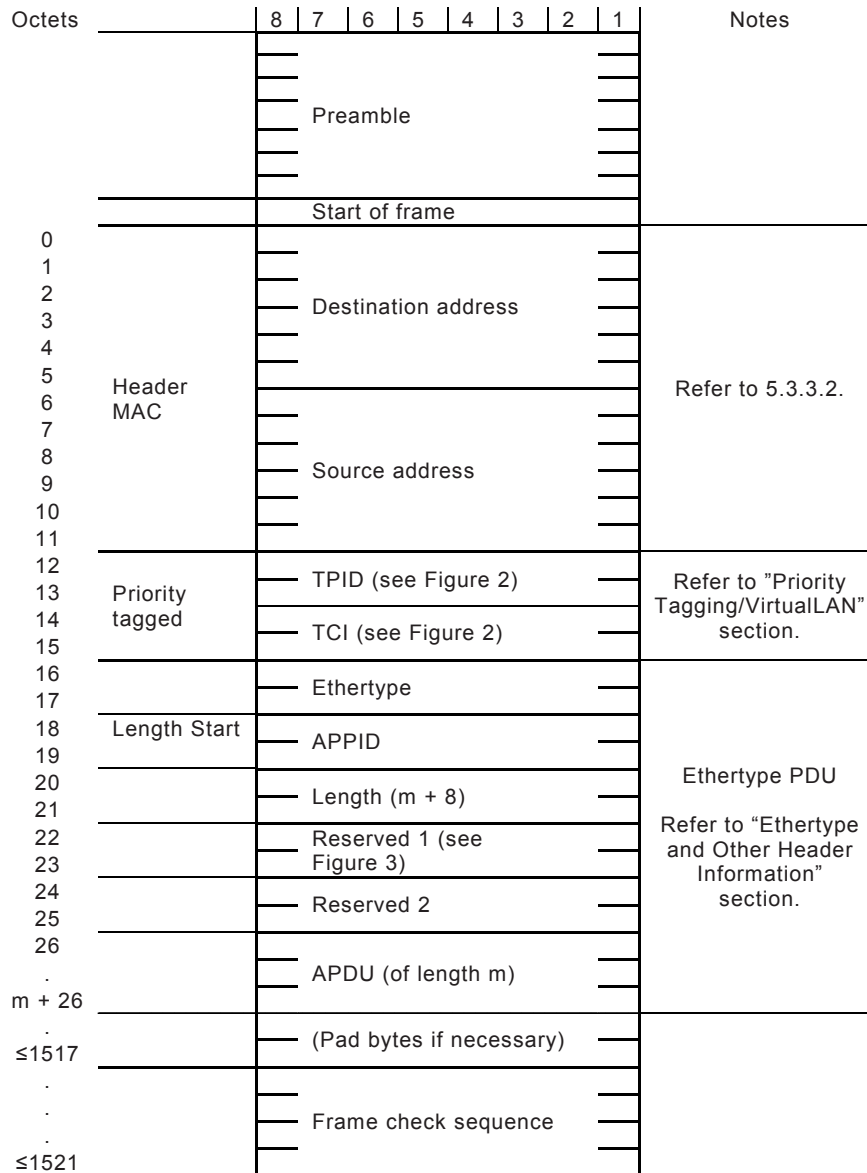 Octets 8 7 6 5 4 3 2 1 Notes
Preamble
Start of frame
0
1
2
3
4
5
6
7
8
9
10
11
Header
MAC
Destination address
Source address
Refer to 5.3.3.2.
12
13
14
15
Priority
tagged
TPID (see Figure 2)
TCI (see Figure 2)
Refer to ”Priority
Tagging/VirtualLAN”
section.
16
17
Ethertype
18
19
Length Start
APPID
20
21
Length (m + 8)
22
23
Reserved 1 (see
Figure 3)
24
25
Reserved 2
26
.
m + 26
APDU (of length m)
Ethertype PDU
Refer to “Ethertype
and Other Header
Information”
section.
.
≤1517
(Pad bytes if necessary)
.
.
.
≤1521
Frame check sequence